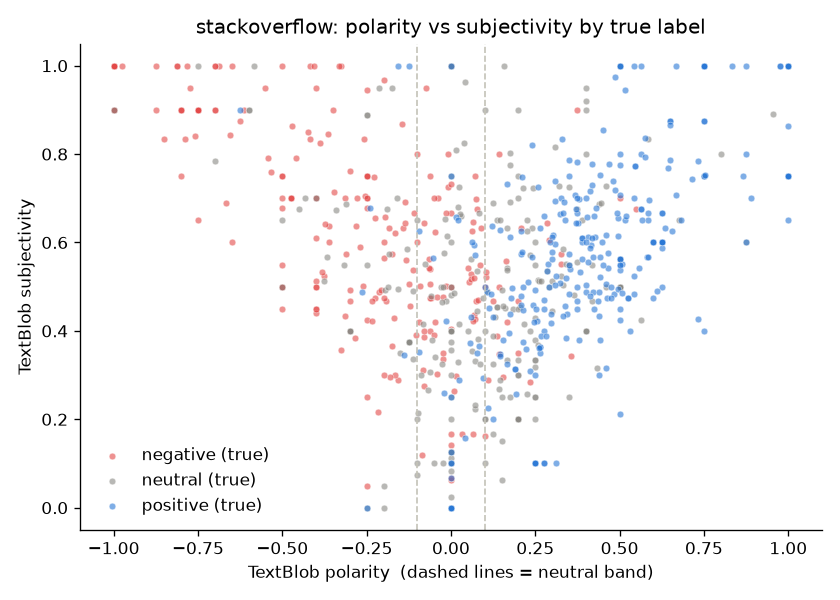 stackoverflow: polarity vs subjectivity by true label
TextBlob subjectivity
1.0
0.8
0.6
0.4
0.2
0.0
negative (true)
neutral (true)
positive (true)
−1.00 −0.75 −0.50 −0.25 0.00 0.25 0.50 0.75 1.00
TextBlob polarity (dashed lines = neutral band)